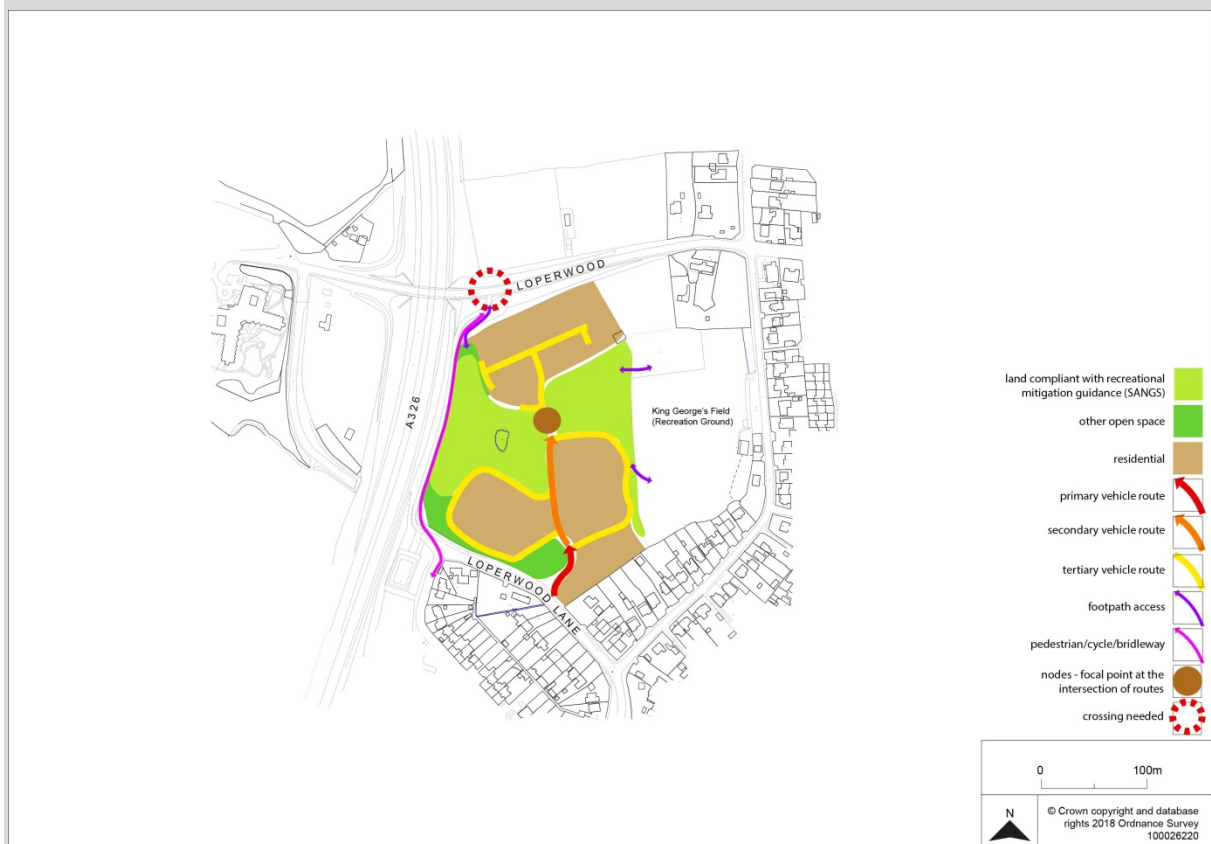 LOPERWOOD
A326
King George's Field
(Recreation Ground)
LOPERWOOD LANE
land compliant with recreational
mitigation guidance (SANGS)
other open space
residential
primary vehicle route
secondary vehicle route
tertiary vehicle route
footpath access
pedestrian/cycle/bridleway
nodes - focal point at the
intersection of routes
crossing needed
0 100m
N
© Crown copyright and database
rights 2018 Ordnance Survey
100026220